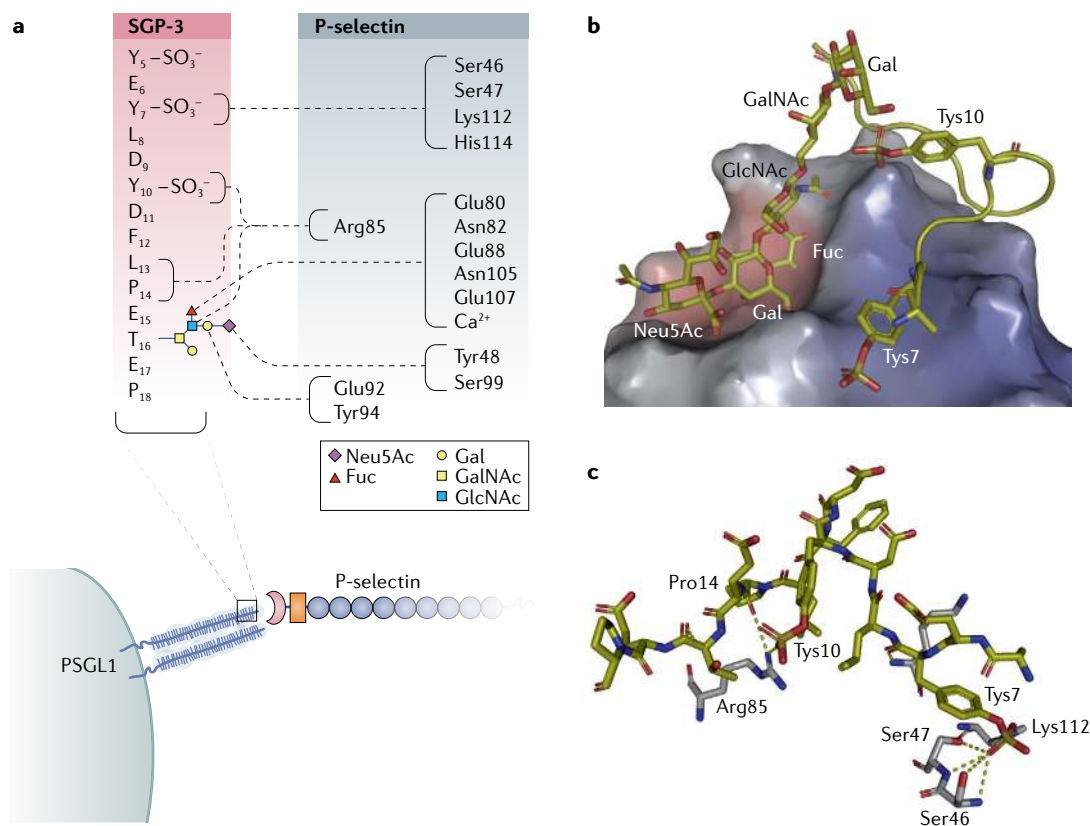 a
SGP-3
P-selectin
Y₅–SO₃⁻
E₆
Y₇–SO₃⁻
L₈
D₉
Y₁₀–SO₃⁻
D₁₁
F₁₂
L₁₃
P₁₄
E₁₅
T₁₆
E₁₇
P₁₈
Ser46
Ser47
Lys112
His114
Arg85
Glu80
Asn82
Glu88
Asn105
Glu107
Ca²⁺
Tyr48
Ser99
Glu92
Tyr94
Neu5Ac
Fuc
Gal
GalNAc
GlcNAc
P-selectin
PSGL1
b
Gal
GalNAc
Tys10
GlcNAc
Fuc
Neu5Ac
Gal
Tys7
c
Pro14
Tys10
Arg85
Tys7
Ser47
Lys112
Ser46